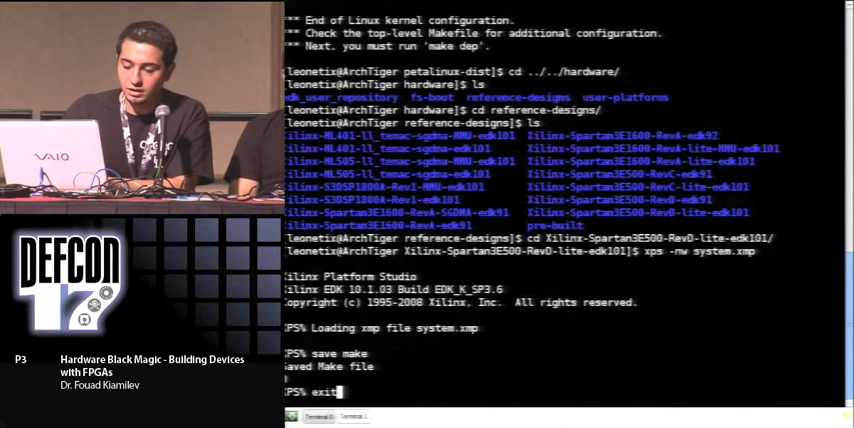 *** End of Linux kernel configuration.
*** Check the top-level Makefile for additional configuration.
*** Next, you must run 'make dep'.
leonetix@ArchTiger petalinux-dist]$ cd ../../hardware/
leonetix@ArchTiger hardware]$ ls
edk_user_repository fs-boot reference-designs user-platforms
leonetix@ArchTiger hardware]$ cd reference-designs/
leonetix@ArchTiger reference-designs]$ ls
Xilinx-ML401-ll_temac-sgdma-MMU-edk101 Xilinx-Spartan3E1600-RevA-edk92
Xilinx-ML401-ll_temac-sgdma-edk101 Xilinx-Spartan3E1600-RevA-lite-MMU-edk101
Xilinx-ML505-ll_temac-sgdma-MMU-edk101 Xilinx-Spartan3E1600-RevA-lite-edk101
Xilinx-ML505-ll_temac-sgdma-edk101 Xilinx-Spartan3E500-RevC-edk91
Xilinx-S3DSP1800A-Rev1-MMU-edk101 Xilinx-Spartan3E500-RevC-lite-edk101
Xilinx-S3DSP1800A-Rev1-edk101 Xilinx-Spartan3E500-RevD-edk91
Xilinx-Spartan3E1600-RevA-SGDMA-edk91 Xilinx-Spartan3E500-RevD-lite-edk101
Xilinx-Spartan3E1600-RevA-edk91 pre-built
leonetix@ArchTiger reference-designs]$ cd Xilinx-Spartan3E500-RevD-lite-edk101/
leonetix@ArchTiger Xilinx-Spartan3E500-RevD-lite-edk101]$ xps -nw system.xmp
Xilinx Platform Studio
Xilinx EDK 10.1.03 Build EDK_K_SP3.6
Copyright (c) 1995-2008 Xilinx, Inc. All rights reserved.
XPS% Loading xmp file system.xmp
XPS% save make
Saved Make file
0
XPS% exit
Terminal 0 Terminal 1
VAIO
DEFCON
17
P3 Hardware Black Magic - Building Devices
with FPGAs
Dr. Fouad Kiamilev